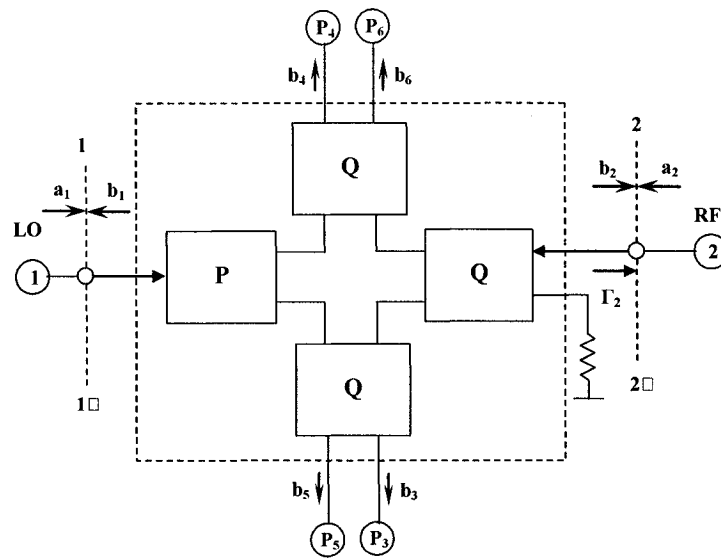 P4 P6
b4 b6
1 2
a1 b1 b2 a2
LO RF
Q
1 P Q 2
Γ2
Q
1□ 2□
b5 b3
P5 P3